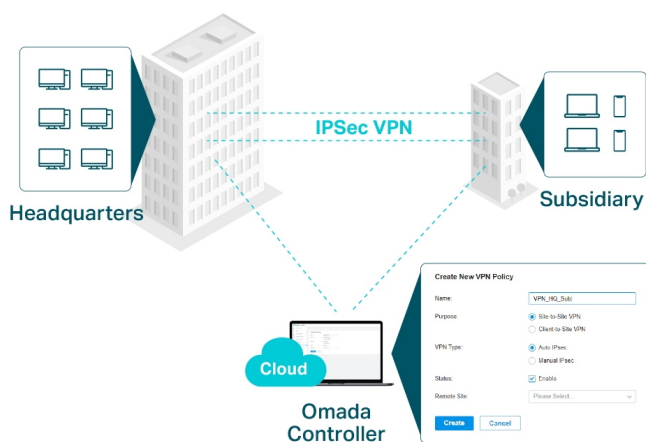 Headquarters
IPSec VPN
Subsidiary
Cloud
Omada
Controller
Create New VPN Policy
Name:
VPN_HQ_Sub
Purpose:
Site-to-Site VPN
Client-to-Site VPN
VPN Type:
Auto IPsec
Manual IPsec
Status:
Enable
Remote Site:
Please Select...
Create
Cancel